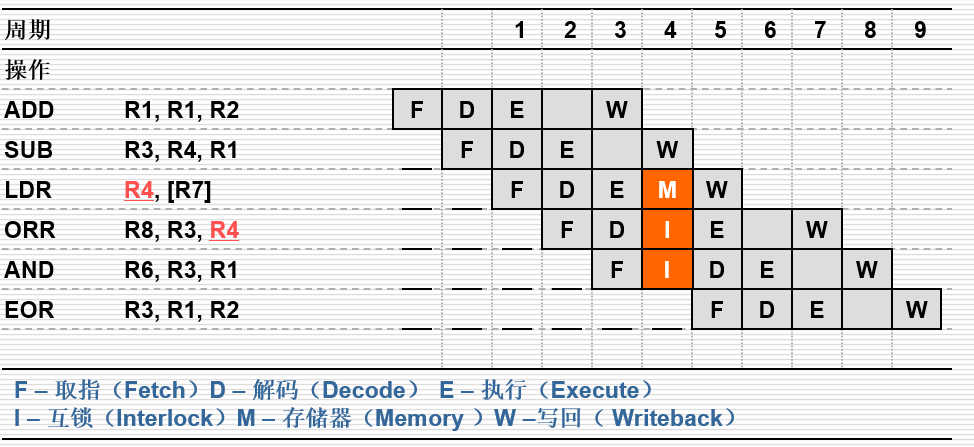 周期 1 2 3 4 5 6 7 8 9
操作
ADD R1, R1, R2 F D E W
SUB R3, R4, R1 F D E W
LDR R4, [R7] F D E M W
ORR R8, R3, R4 F D I E W
AND R6, R3, R1 F I D E W
EOR R3, R1, R2 F D E W
F – 取指（Fetch）D – 解码（Decode） E – 执行（Execute）
I – 互锁（Interlock）M – 存储器（Memory ）W –写回（ Writeback）